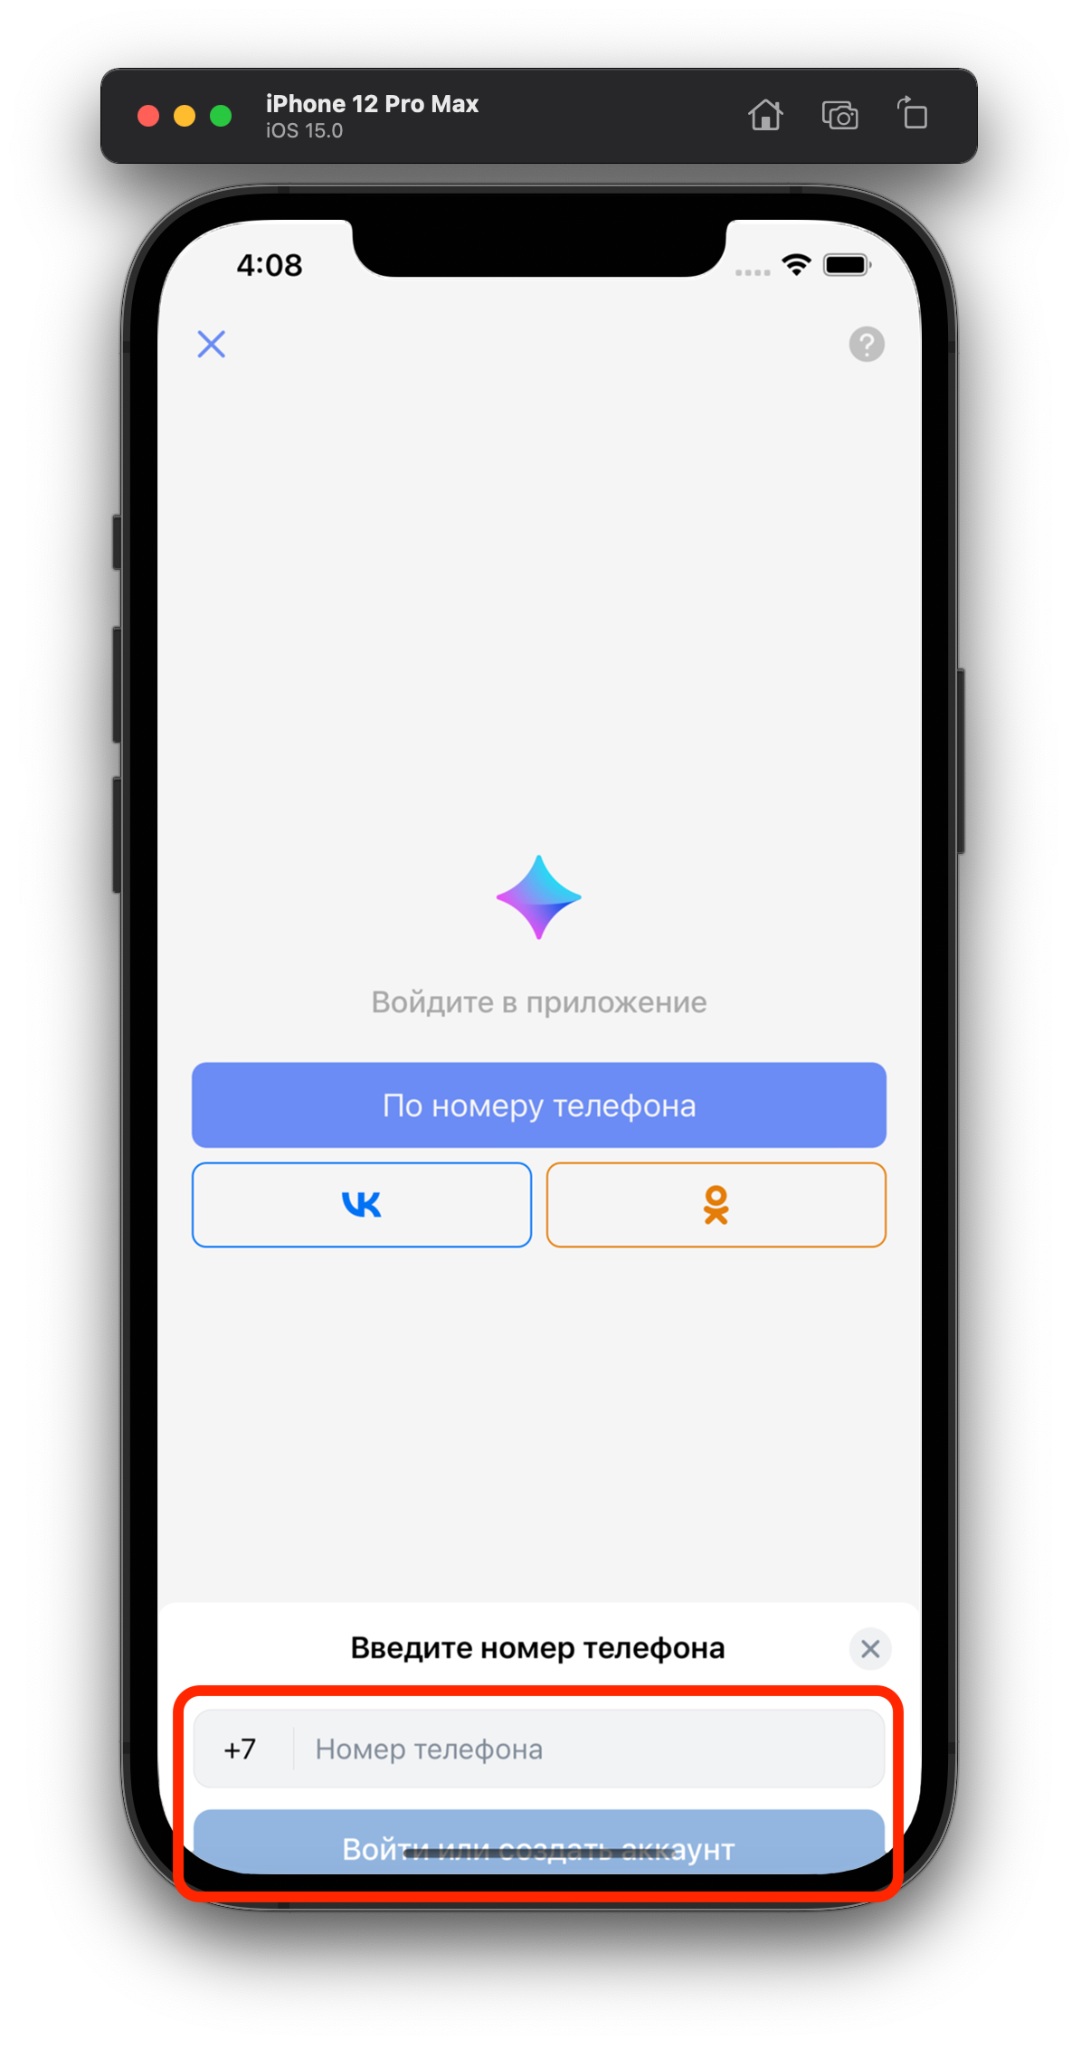 iPhone 12 Pro Max
iOS 15.0
4:08
?
Войдите в приложение
По номеру телефона
VK
Введите номер телефона
+7 Номер телефона
Войти или создать аккаунт